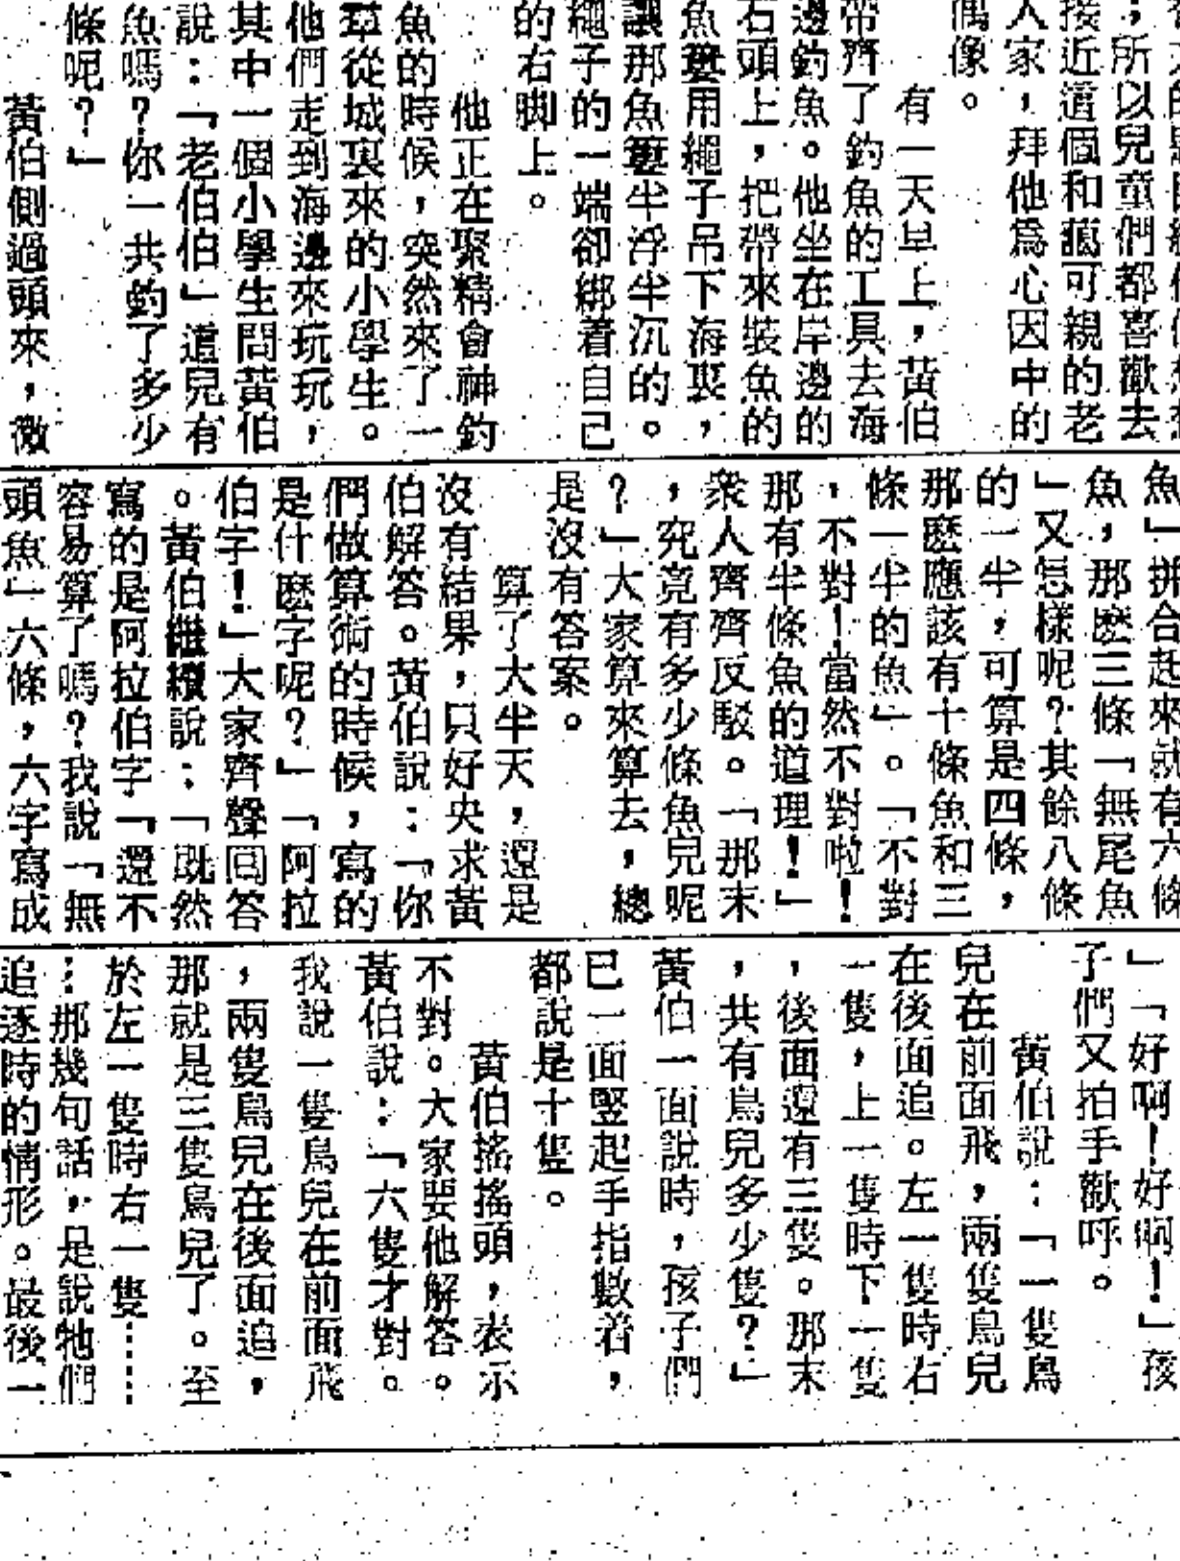 ；所以兒童們都喜歡去
接近這個和藹可親的老
人家，拜他爲心因中的
偶像。
有一天早上，黃伯
帶齊了釣魚的工具去海
邊釣魚。他坐在岸邊的
石頭上，把帶來裝魚的
魚簍用繩子吊下海裏，
讓那魚簍半浮半沉的。
繩子的一端卻綁着自己
的右脚上。
他正在聚精會神釣
魚的時候，突然來了一
羣從城裏來的小學生。
他們走到海邊來玩玩，
其中一個小學生問黃伯
說：「老伯伯」這兒有
魚嗎？你一共釣了多少
條呢？」
黃伯側過頭來，微
魚」拼合起來就有六條
魚，那麽三條「無尾魚
」又怎樣呢？其餘八條
的一半，可算是四條，
那麽應該有十條魚和三
條一半的魚」。「不對
，不對！當然不對啦！
那有半條魚的道理！」
衆人齊齊反駁。「那末
，究竟有多少條魚兒呢
？」大家算來算去，總
是沒有答案。
算了大半天，還是
沒有結果，只好央求黃
伯解答。黃伯說：「你
們做算術的時候，寫的
是什麽字呢？」「阿拉
伯字！」大家齊聲回答
。黃伯繼續說：「既然
寫的是阿拉伯字「還不
容易算了嗎？我說「無
頭魚」六條，六字寫成
」「好啊！好啊！」孩
子們又拍手歡呼。
黃伯說：「一隻鳥
兒在前面飛，兩隻鳥兒
在後面追。左一隻時右
一隻，上一隻時下一隻
，後面還有三隻。那末
，共有鳥兒多少隻？」
黃伯一面說時，孩子們
已一面竪起手指數着，
都說是十隻。
黃伯搖搖頭，表示
不對。大家要他解答。
黃伯說：「六隻才對。
我說一隻鳥兒在前面飛
，兩隻鳥兒在後面追，
那就是三隻鳥兒了。至
於左一隻時右一隻……
：那幾句話，是說牠們
追逐時的情形。最後一